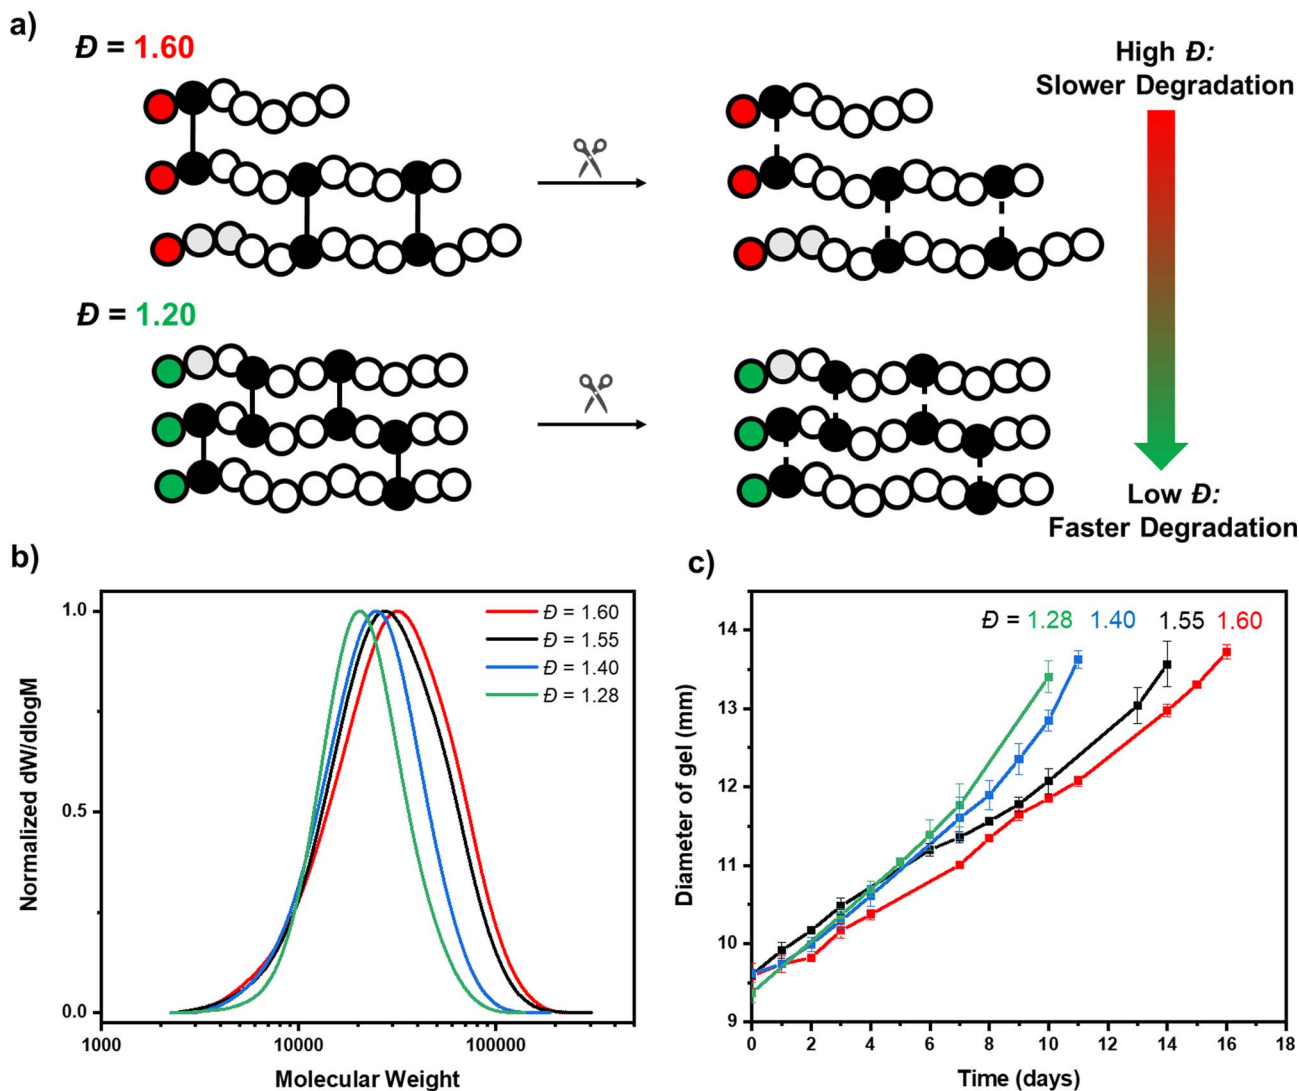 a)
Đ = 1.60
High Đ:
Slower Degradation
Đ = 1.20
Low Đ:
Faster Degradation
b)
1.0
0.5
0.0
Normalized dW/dlogM
Đ = 1.60
Đ = 1.55
Đ = 1.40
Đ = 1.28
1000
10000
100000
Molecular Weight
c)
14
13
12
11
10
9
Diameter of gel (mm)
Đ = 1.28 1.40 1.55 1.60
0 2 4 6 8 10 12 14 16 18
Time (days)